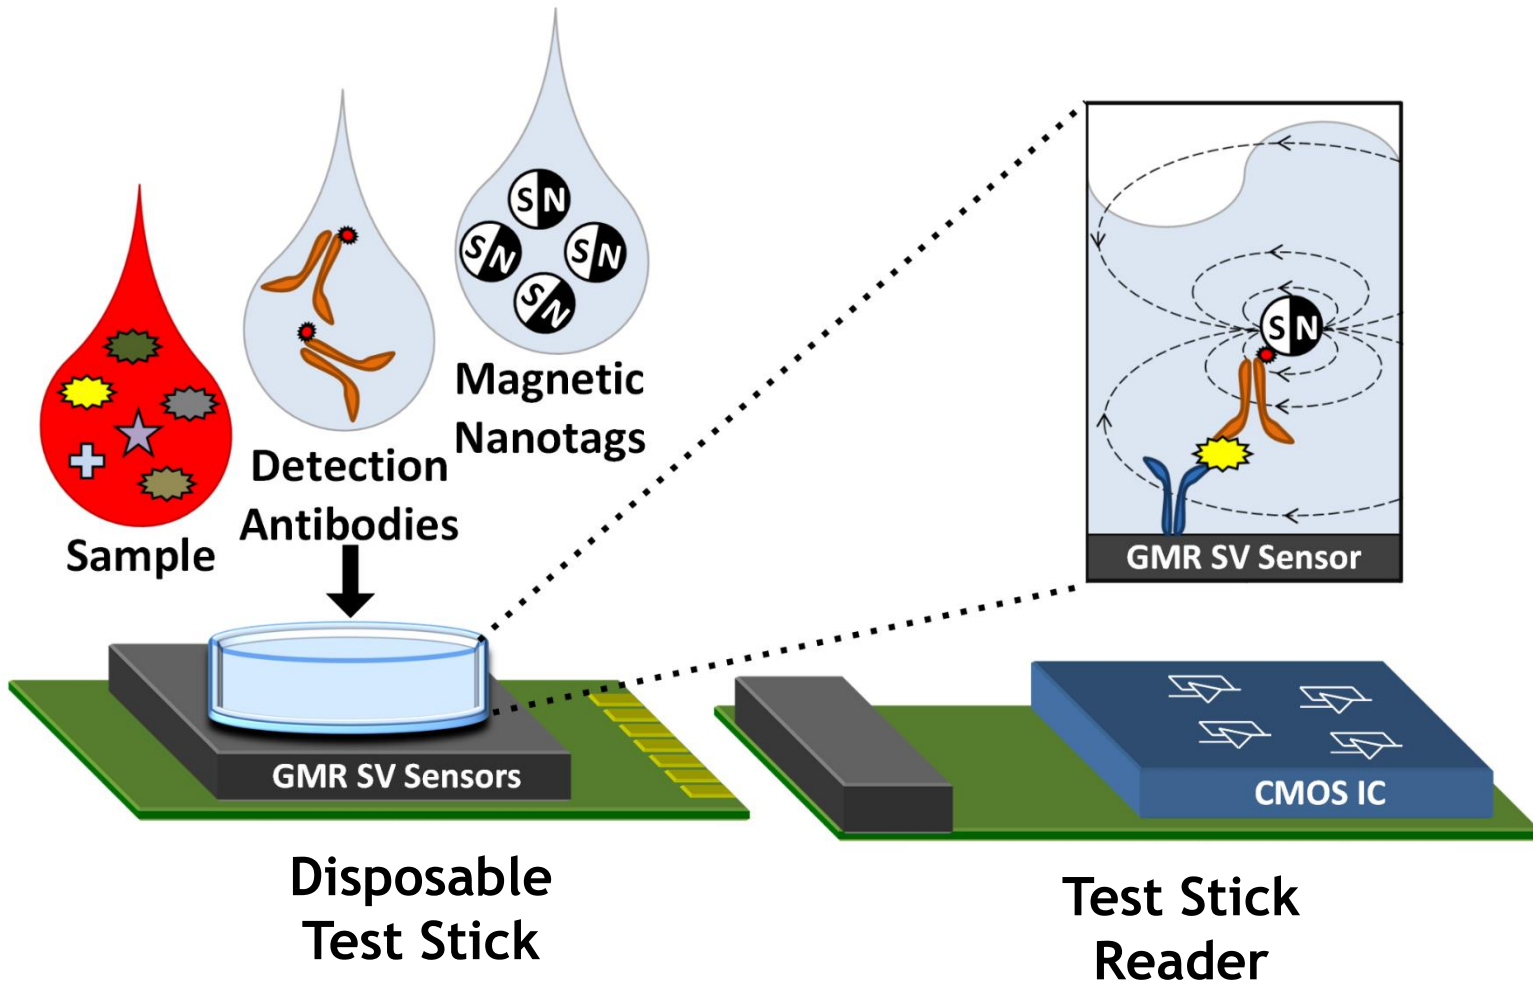 Sample
Detection
Antibodies
Magnetic
Nanotags
S N
S N
S N
S N
GMR SV Sensors
Disposable
Test Stick
S N
GMR SV Sensor
CMOS IC
Test Stick
Reader